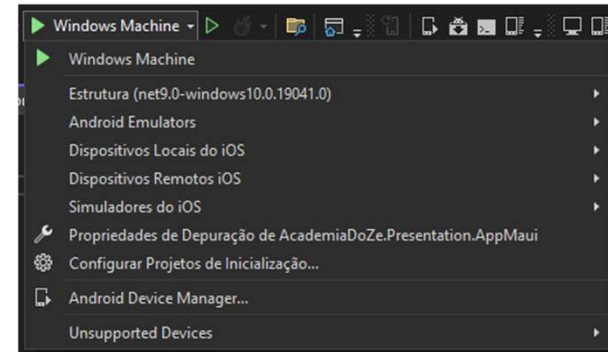 Windows Machine
Windows Machine
Estrutura (net9.0-windows10.0.19041.0)
Android Emulators
Dispositivos Locais do iOS
Dispositivos Remotos iOS
Simuladores do iOS
Propriedades de Depuração de AcademiaDoZe.Presentation.AppMaui
Configurar Projetos de Inicialização...
Android Device Manager...
Unsupported Devices